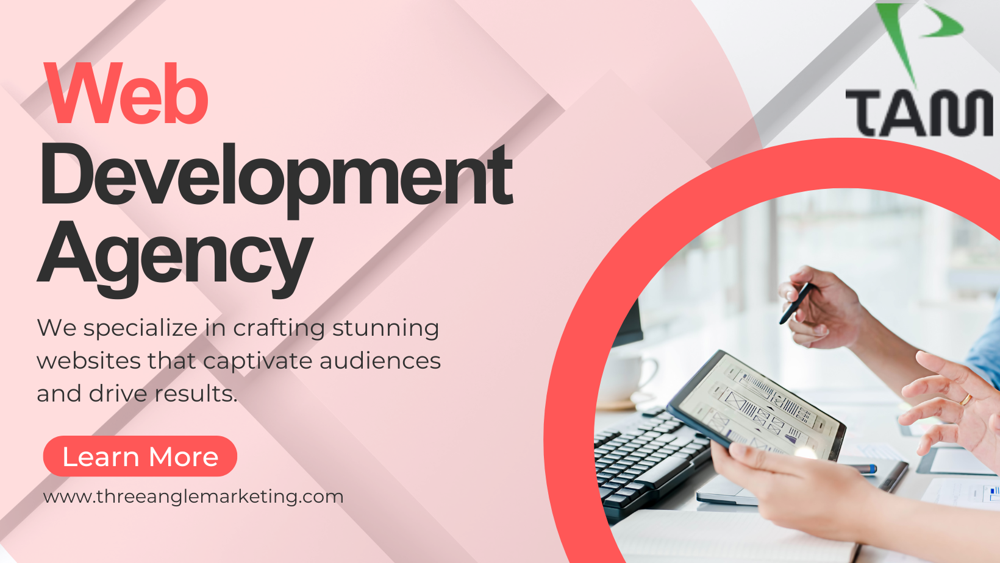 TAM
Web
Development
Agency
We specialize in crafting stunning
websites that captivate audiences
and drive results.
Learn More
www.threeanglemarketing.com